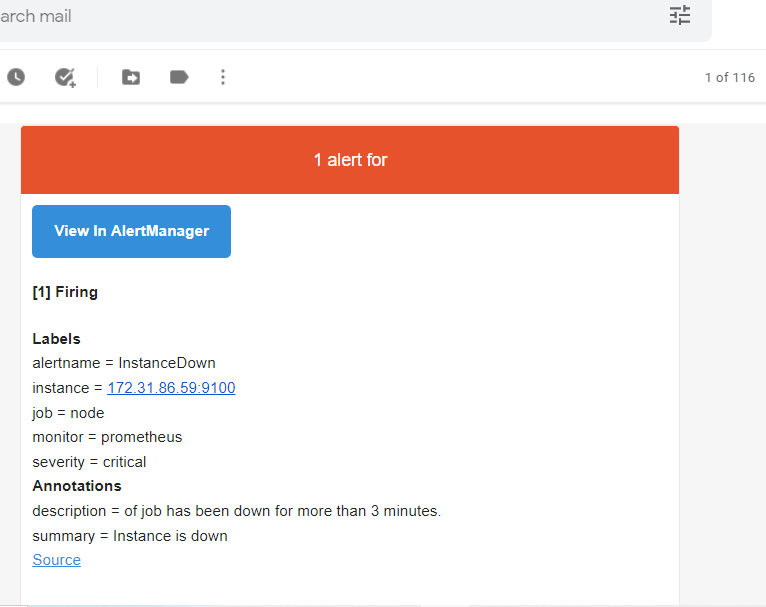 arch mail
1 of 116
1 alert for
View In AlertManager
[1] Firing
Labels
alertname = InstanceDown
instance = 172.31.86.59:9100
job = node
monitor = prometheus
severity = critical
Annotations
description = of job has been down for more than 3 minutes.
summary = Instance is down
Source